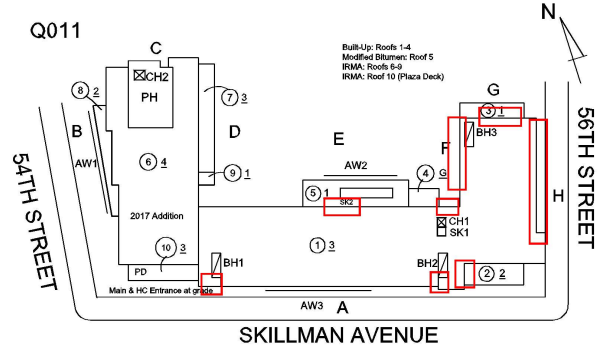 Q011
N
Built-Up: Roofs 1-4
Modified Bitumen: Roof 5
IRMA: Roofs 6-9
IRMA: Roof 10 (Plaza Deck)
C
CH2
PH
8 2
7 3
G
3 1
B
D
E
F
BH3
56TH STREET
AW1
6 4
9 1
AW2
4 G
H
5 1
SK2
54TH STREET
2017 Addition
CH1
SK1
10 3
1 3
PD
BH1
BH2
2 2
Main & HC Entrance at grade
AW3
A
SKILLMAN AVENUE